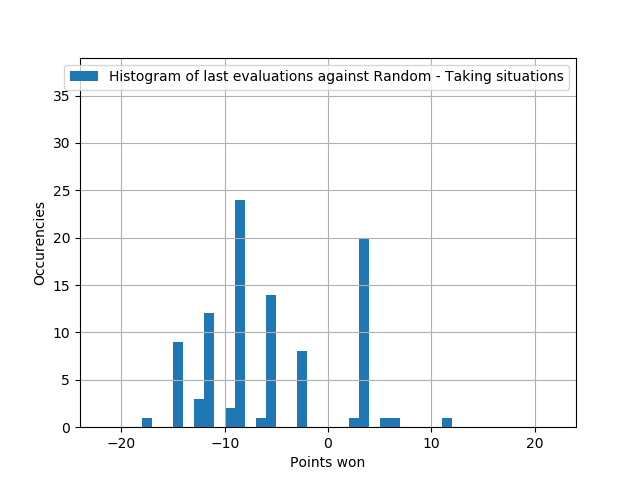 Histogram of last evaluations against Random - Taking situations
35
30
25
20
15
10
5
0
Occurencies
−20 −10 0 10 20
Points won